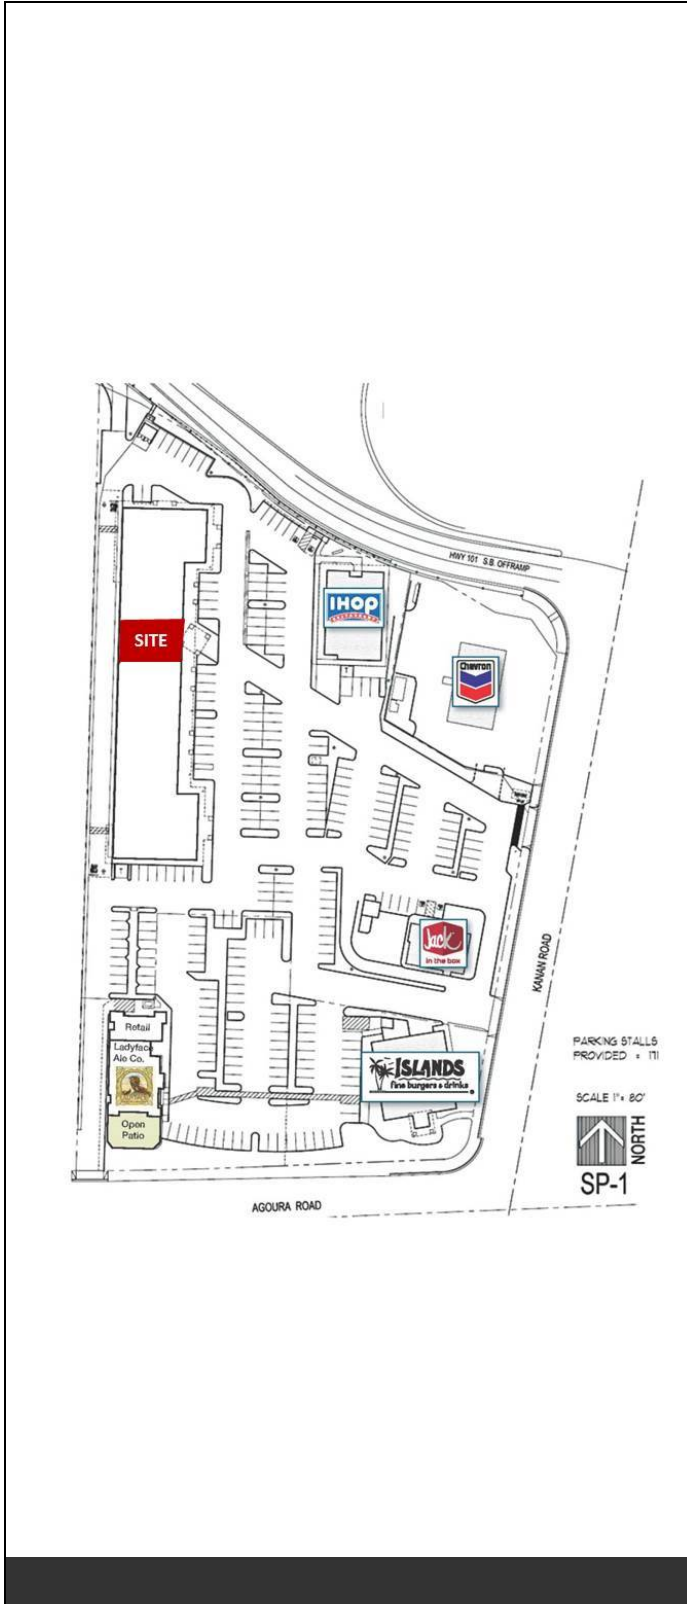 HWY 101 S.B. OFFRAMP
IHOP
RESTAURANT
SITE
Chevron
Jack
in the box
KANAN ROAD
Retail
Ladyface
Ale Co.
Open
Patio
ISLANDS
fine burgers & drinks
PARKING STALLS
PROVIDED = 171
SCALE 1"= 80'
NORTH
SP-1
AGOURA ROAD